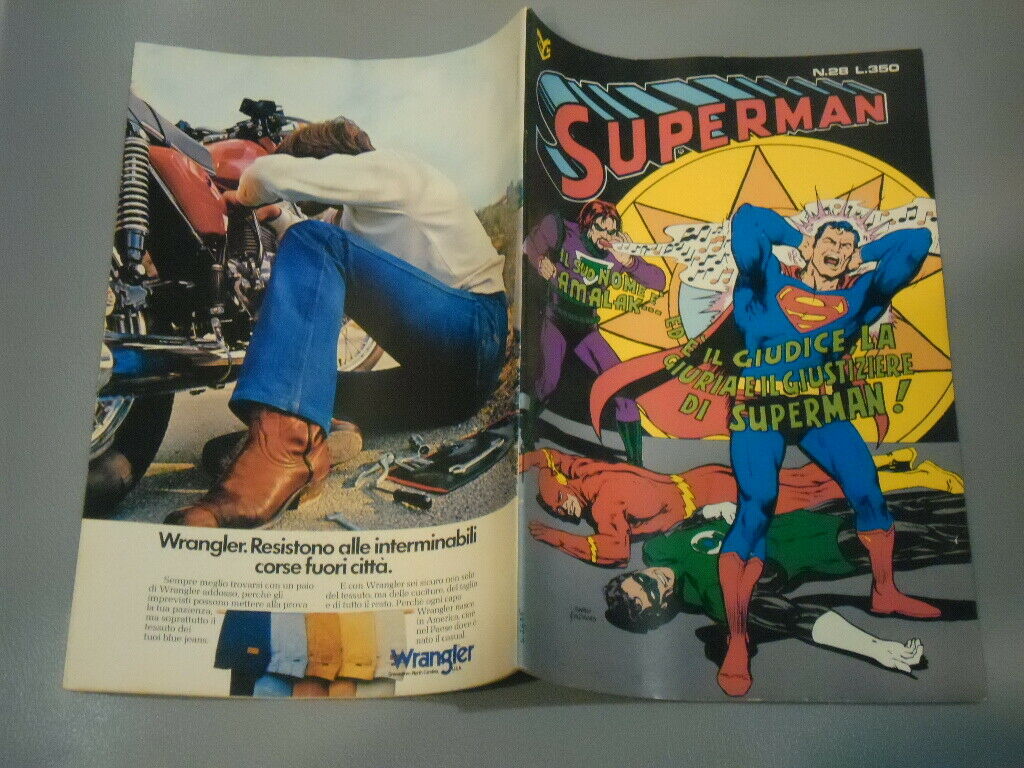 Wrangler. Resistono alle interminabili
corse fuori città.
Sempre meglio trovarsi con un paio
di Wrangler addosso, perchè gli
imprevisti possono mettere alla prova
la tua pazienza,
ma soprattutto il
tessuto dei
tuoi blue jeans.
E con Wrangler sei sicuro non solo
del tessuto, ma delle cuciture, del taglio
e di tutto il resto. Perchè ogni capo
Wrangler nasce
in America, cioè
nel Paese dove è
nato il casual.
Wrangler
N.28 L.350
SUPERMAN
IL SUO NOME È
AMALAK...
ED È IL GIUDICE, LA
GIURIA E IL GIUSTIZIERE
DI SUPERMAN!